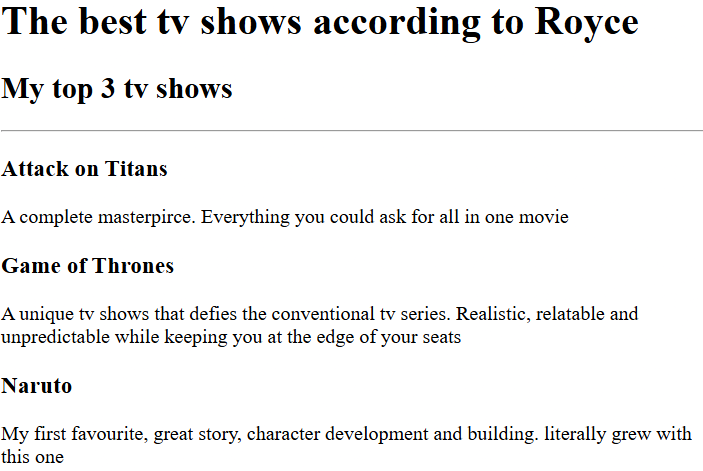 The best tv shows according to Royce
My top 3 tv shows
Attack on Titans
A complete masterpirce. Everything you could ask for all in one movie
Game of Thrones
A unique tv shows that defies the conventional tv series. Realistic, relatable and
unpredictable while keeping you at the edge of your seats
Naruto
My first favourite, great story, character development and building. literally grew with
this one